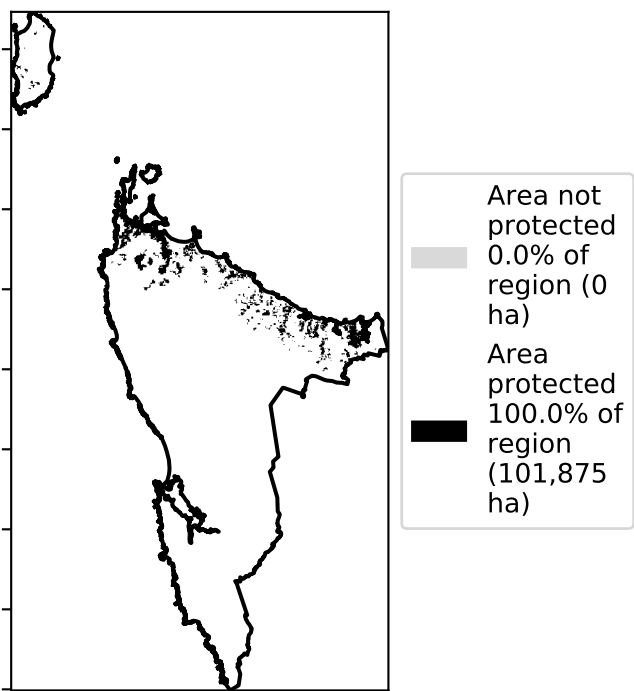 Area not
protected
0.0% of
region (0
ha)
Area
protected
100.0% of
region
(101,875
ha)